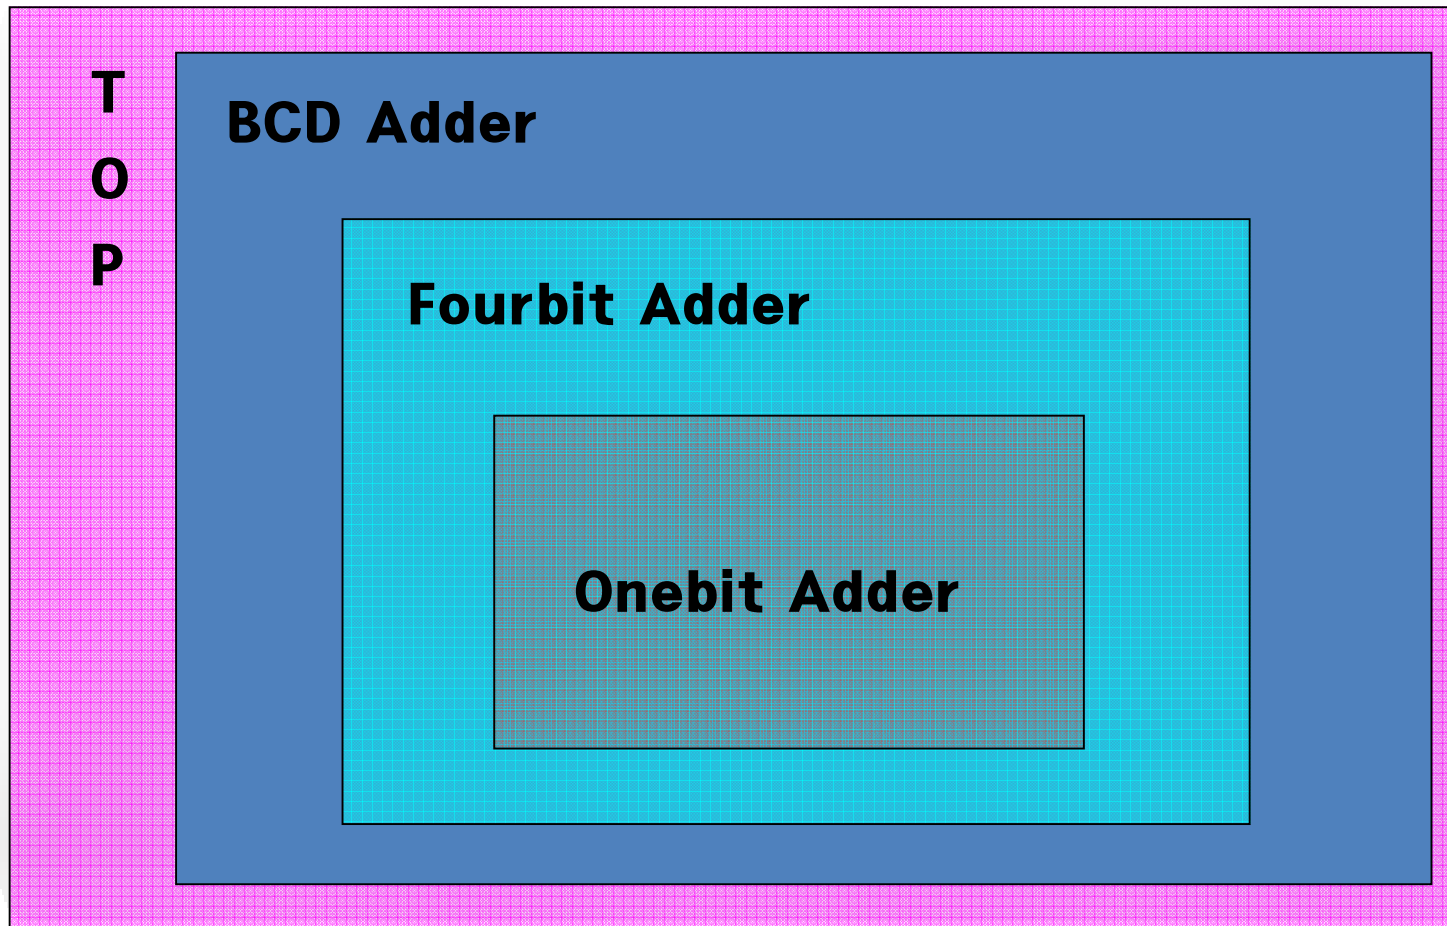 T
O
P
BCD Adder
Fourbit Adder
Onebit Adder